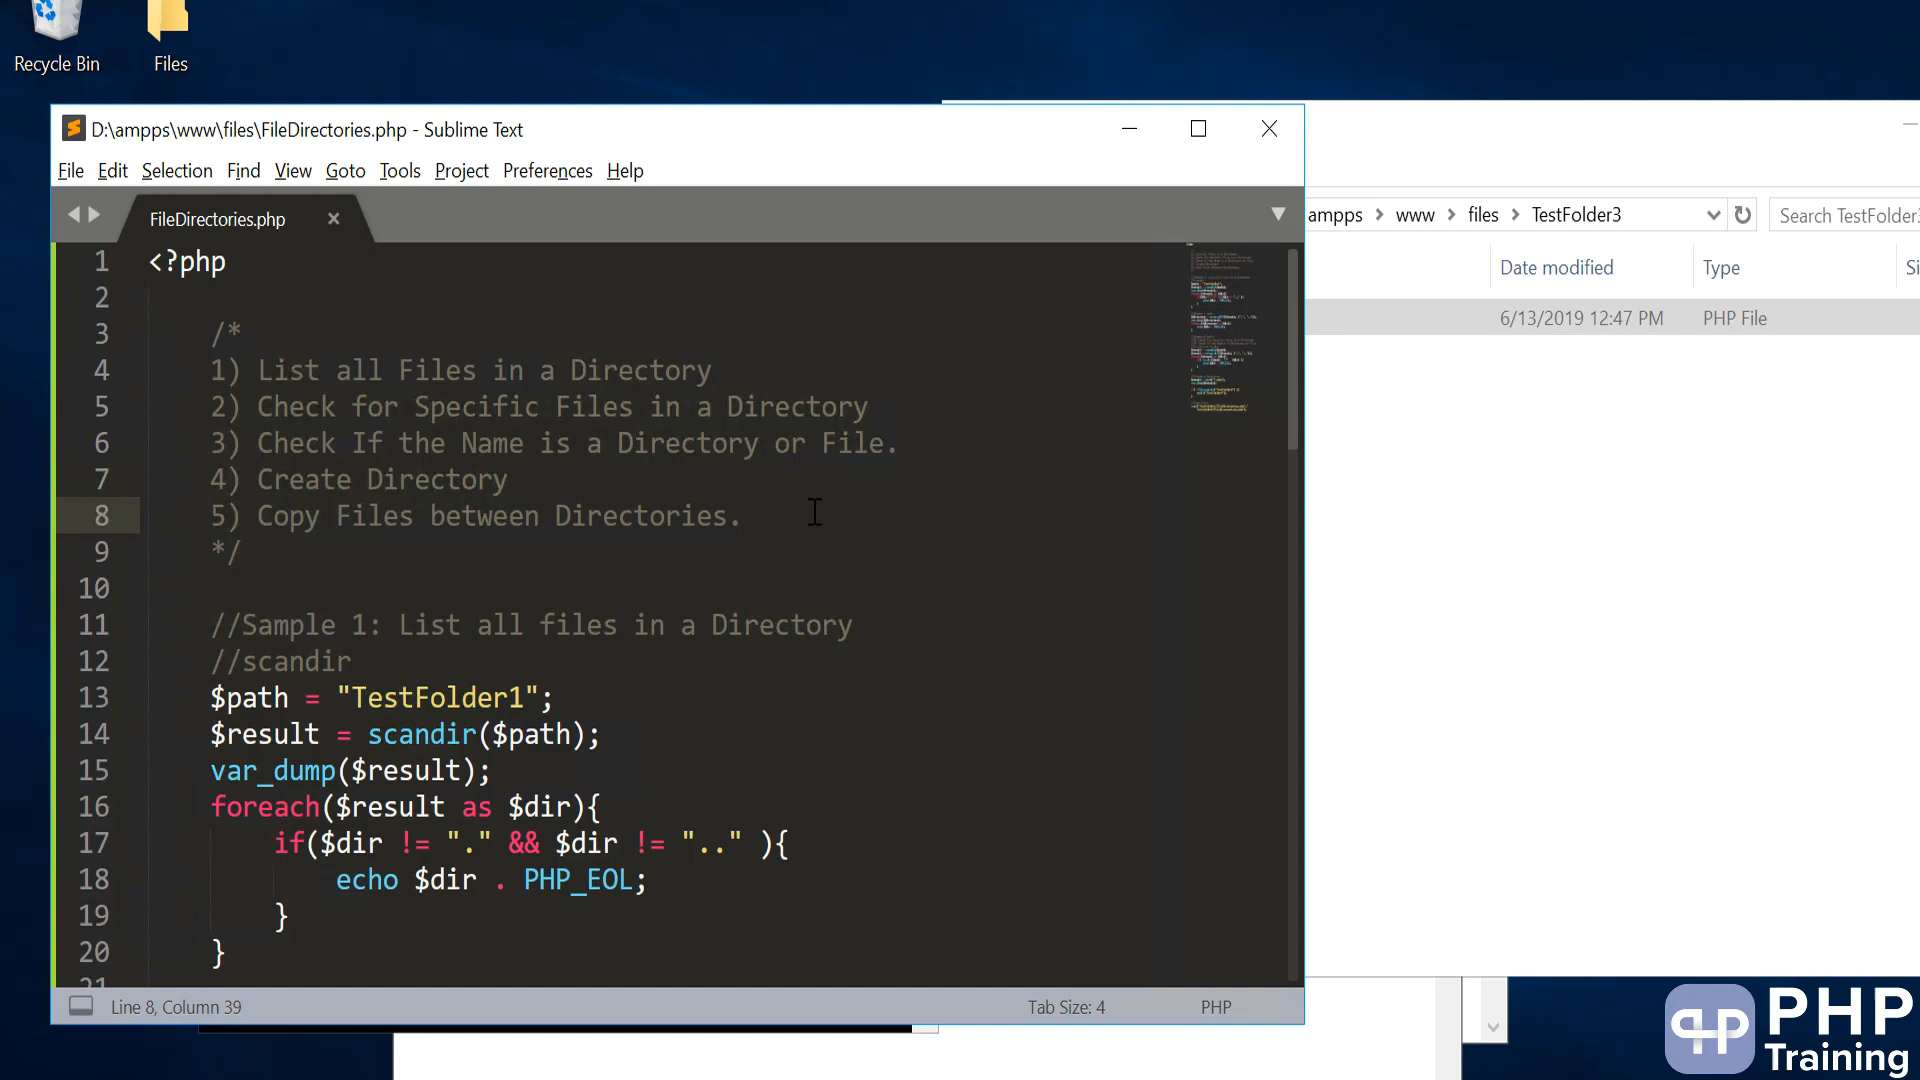 Recycle Bin
Files
D:\ampps\www\files\FileDirectories.php - Sublime Text
File Edit Selection Find View Goto Tools Project Preferences Help
FileDirectories.php
ampps > www > files > TestFolder3
Search TestFolder3
Date modified
Type
6/13/2019 12:47 PM
PHP File
1 <?php
2
3 /*
4 1) List all Files in a Directory
5 2) Check for Specific Files in a Directory
6 3) Check If the Name is a Directory or File.
7 4) Create Directory
8 5) Copy Files between Directories.
9 */
10
11 //Sample 1: List all files in a Directory
12 //scandir
13 $path = "TestFolder1";
14 $result = scandir($path);
15 var_dump($result);
16 foreach($result as $dir){
17 if($dir != "." && $dir != ".." ){
18 echo $dir . PHP_EOL;
19 }
20 }
21
Line 8, Column 39
Tab Size: 4
PHP
PHP
Training